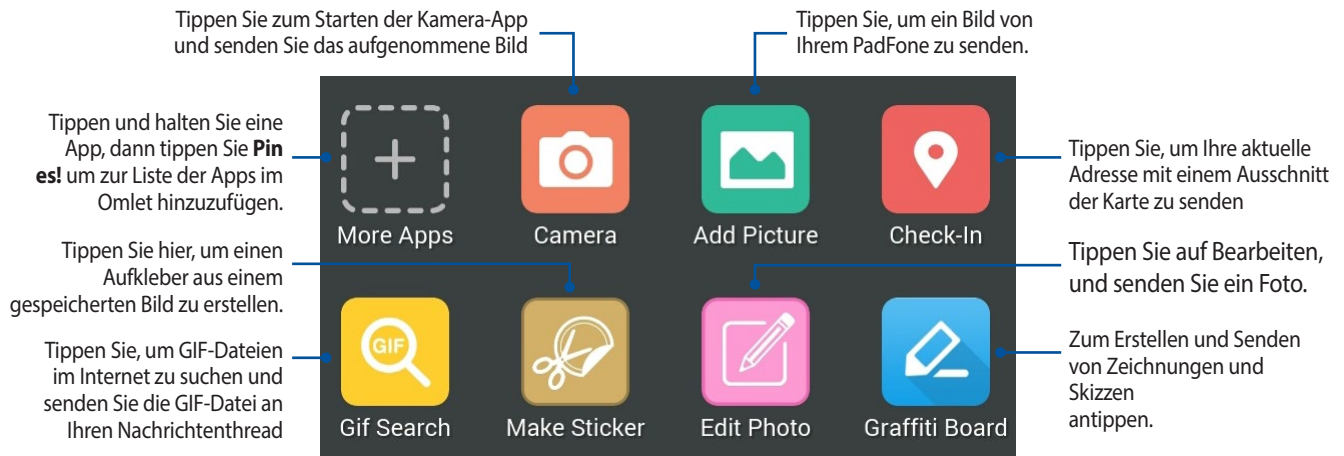 Tippen Sie zum Starten der Kamera-App
und senden Sie das aufgenommene Bild
Tippen Sie, um ein Bild von
Ihrem PadFone zu senden.
Tippen und halten Sie eine
App, dann tippen Sie Pin
es! um zur Liste der Apps im
Omlet hinzuzufügen.
Tippen Sie hier, um einen
Aufkleber aus einem
gespeicherten Bild zu erstellen.
Tippen Sie, um GIF-Dateien
im Internet zu suchen und
senden Sie die GIF-Datei an
Ihren Nachrichtenthread
More Apps
Camera
Add Picture
Check-In
GIF
Gif Search
Make Sticker
Edit Photo
Graffiti Board
Tippen Sie, um Ihre aktuelle
Adresse mit einem Ausschnitt
der Karte zu senden
Tippen Sie auf Bearbeiten,
und senden Sie ein Foto.
Zum Erstellen und Senden
von Zeichnungen und
Skizzen
antippen.